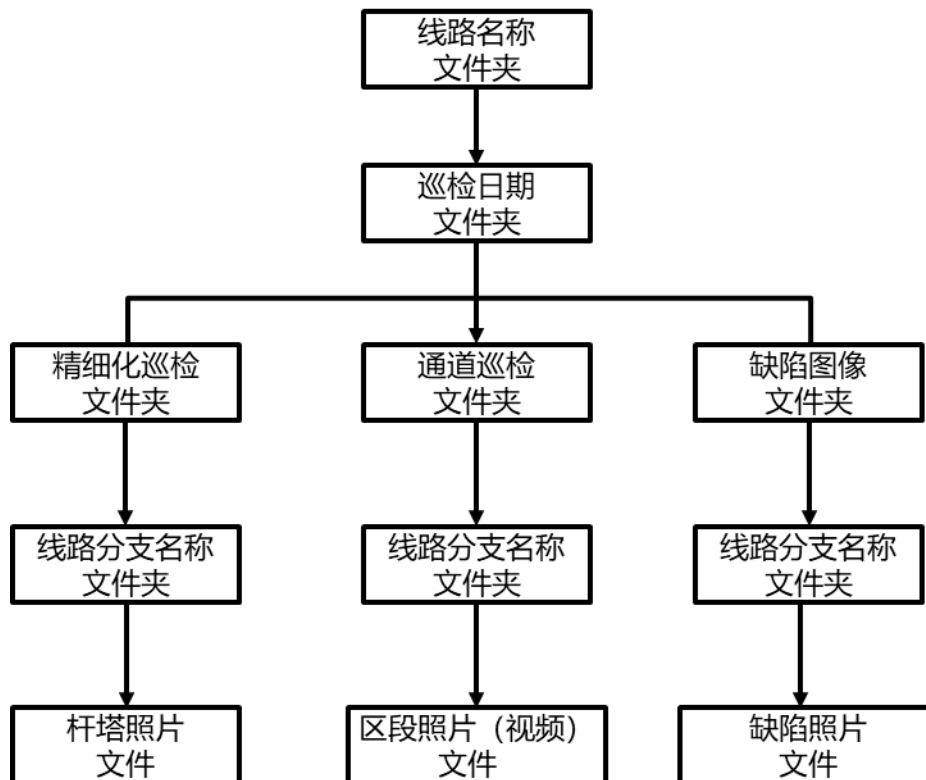 线路名称
文件夹
巡检日期
文件夹
精细化巡检
文件夹
通道巡检
文件夹
缺陷图像
文件夹
线路分支名称
文件夹
线路分支名称
文件夹
线路分支名称
文件夹
杆塔照片
文件
区段照片（视频）
文件
缺陷照片
文件